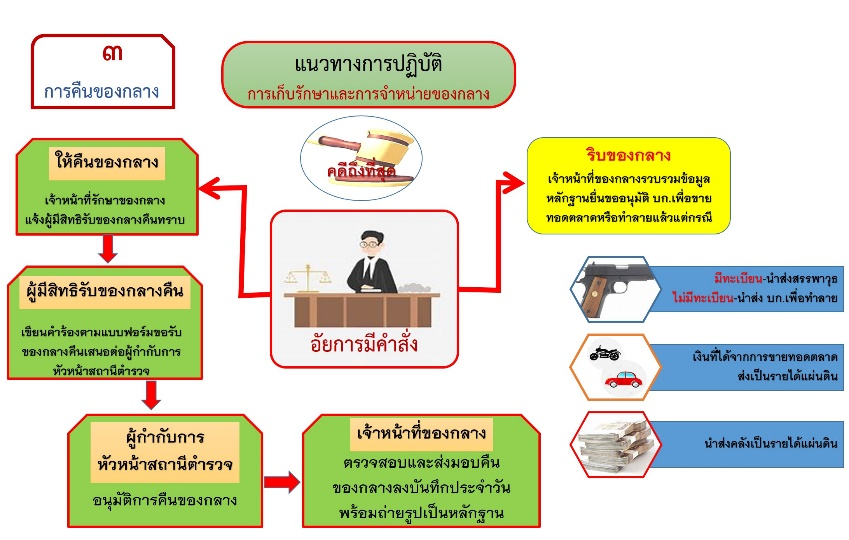 ๓
การคืนของกลาง
แนวทางการปฏิบัติ
การเก็บรักษาและการจำหน่ายของกลาง
คดีถึงที่สุด
ให้คืนของกลาง
เจ้าหน้าที่รักษาของกลาง
แจ้งผู้มีสิทธิรับของกลางคืนทราบ
ริบของกลาง
เจ้าหน้าที่ของกลางรวบรวมข้อมูล
หลักฐานยื่นขออนุมัติ บก.เพื่อขาย
ทอดตลาดหรือทำลายแล้วแต่กรณี
อัยการมีคำสั่ง
ผู้มีสิทธิรับของกลางคืน
เขียนคำร้องตามแบบฟอร์มขอรับ
ของกลางคืนเสนอต่อผู้กำกับการ
หัวหน้าสถานีตำรวจ
ผู้กำกับการ
หัวหน้าสถานีตำรวจ
อนุมัติการคืนของกลาง
เจ้าหน้าที่ของกลาง
ตรวจสอบและส่งมอบคืน
ของกลางลงบันทึกประจำวัน
พร้อมถ่ายรูปเป็นหลักฐาน
มีทะเบียน-นำส่งสรรพาวุธ
ไม่มีทะเบียน-นำส่ง บก.เพื่อทำลาย
เงินที่ได้จากการขายทอดตลาด
ส่งเป็นรายได้แผ่นดิน
นำส่งคลังเป็นรายได้แผ่นดิน